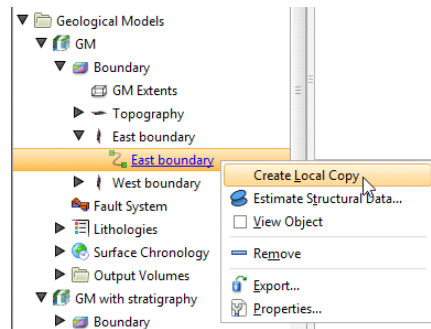 Geological Models
GM
Boundary
GM Extents
Topography
East boundary
East boundary
West boundary
Fault System
Lithologies
Surface Chronology
Output Volumes
GM with stratigraphy
Boundary
Create Local Copy
Estimate Structural Data...
View Object
Remove
Export...
Properties...